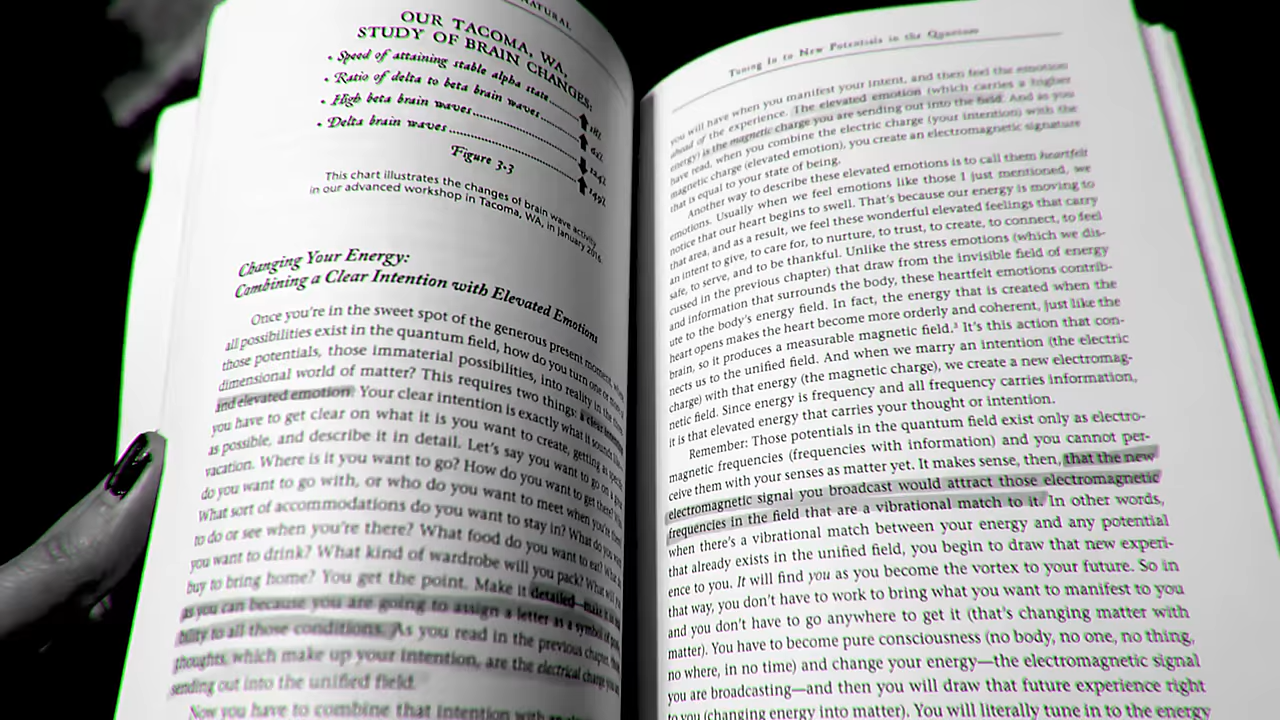 NATURAL
OUR TACOMA, WA,
STUDY OF BRAIN CHANGES:
• Speed of attaining stable alpha state
• Ratio of delta to beta brain waves
• High beta brain waves
• Delta brain waves
Figure 3.3
This chart illustrates the changes of brain wave activity
in our advanced workshop in Tacoma, WA, in January 2016.
Changing Your Energy:
Combining a Clear Intention with Elevated Emotions
Once you're in the sweet spot of the generous present moment,
all possibilities exist in the quantum field, how do you turn one
those potentials, those immaterial possibilities, into reality in the
dimensional world of matter? This requires two things: a clear
and elevated emotion. Your clear intention is exactly what it sounds
you have to get clear on what it is you want to create, getting as specific
as possible, and describe it in detail. Let's say you want to go on a
vacation. Where is it you want to go? How do you want to get there?
do you want to go with, or who do you want to meet when you're there?
What sort of accommodations do you want to stay in? What do you
to do or see when you're there? What food do you want to eat?
you want to drink? What kind of wardrobe will you pack? What will
buy to bring home? You get the point. Make it detailed—
as you can because you are going to assign a letter as a symbol of
bility to all those conditions. As you read in the previous chapter,
thoughts, which make up your intention, are the electrical charge you
sending out into the unified field.
Now you have to combine that intention with an
Tuning In to New Potentials in the Quantum
you will have when you manifest your intent, and then feel the emotion
ahead of the experience. The elevated emotion (which carries a higher
energy) is the magnetic charge you are sending out into the field. And as you
have read, when you combine the electric charge (your intention) with the
magnetic charge (elevated emotion), you create an electromagnetic signature
that is equal to your state of being.
Another way to describe these elevated emotions is to call them heartfelt
emotions. Usually when we feel emotions like those I just mentioned, we
notice that our heart begins to swell. That's because our energy is moving to
that area, and as a result, we feel these wonderful elevated feelings that carry
an intent to give, to care for, to nurture, to trust, to create, to connect, to feel
safe, to serve, and to be thankful. Unlike the stress emotions (which we dis-
cussed in the previous chapter) that draw from the invisible field of energy
and information that surrounds the body, these heartfelt emotions contrib-
ute to the body's energy field. In fact, the energy that is created when the
heart opens makes the heart become more orderly and coherent, just like the
brain, so it produces a measurable magnetic field.³ It's this action that con-
nects us to the unified field. And when we marry an intention (the electric
charge) with that energy (the magnetic charge), we create a new electromag-
netic field. Since energy is frequency and all frequency carries information,
it is that elevated energy that carries your thought or intention.
Remember: Those potentials in the quantum field exist only as electro-
magnetic frequencies (frequencies with information) and you cannot per-
ceive them with your senses as matter yet. It makes sense, then, that the new
electromagnetic signal you broadcast would attract those electromagnetic
frequencies in the field that are a vibrational match to it. In other words,
when there's a vibrational match between your energy and any potential
that already exists in the unified field, you begin to draw that new experi-
ence to you. It will find you as you become the vortex to your future. So in
that way, you don't have to work to bring what you want to manifest to you
and you don't have to go anywhere to get it (that's changing matter with
matter). You have to become pure consciousness (no body, no one, no thing,
no where, in no time) and change your energy—the electromagnetic signal
you are broadcasting—and then you will draw that future experience right
to you (changing energy into matter). You will literally tune in to the energy